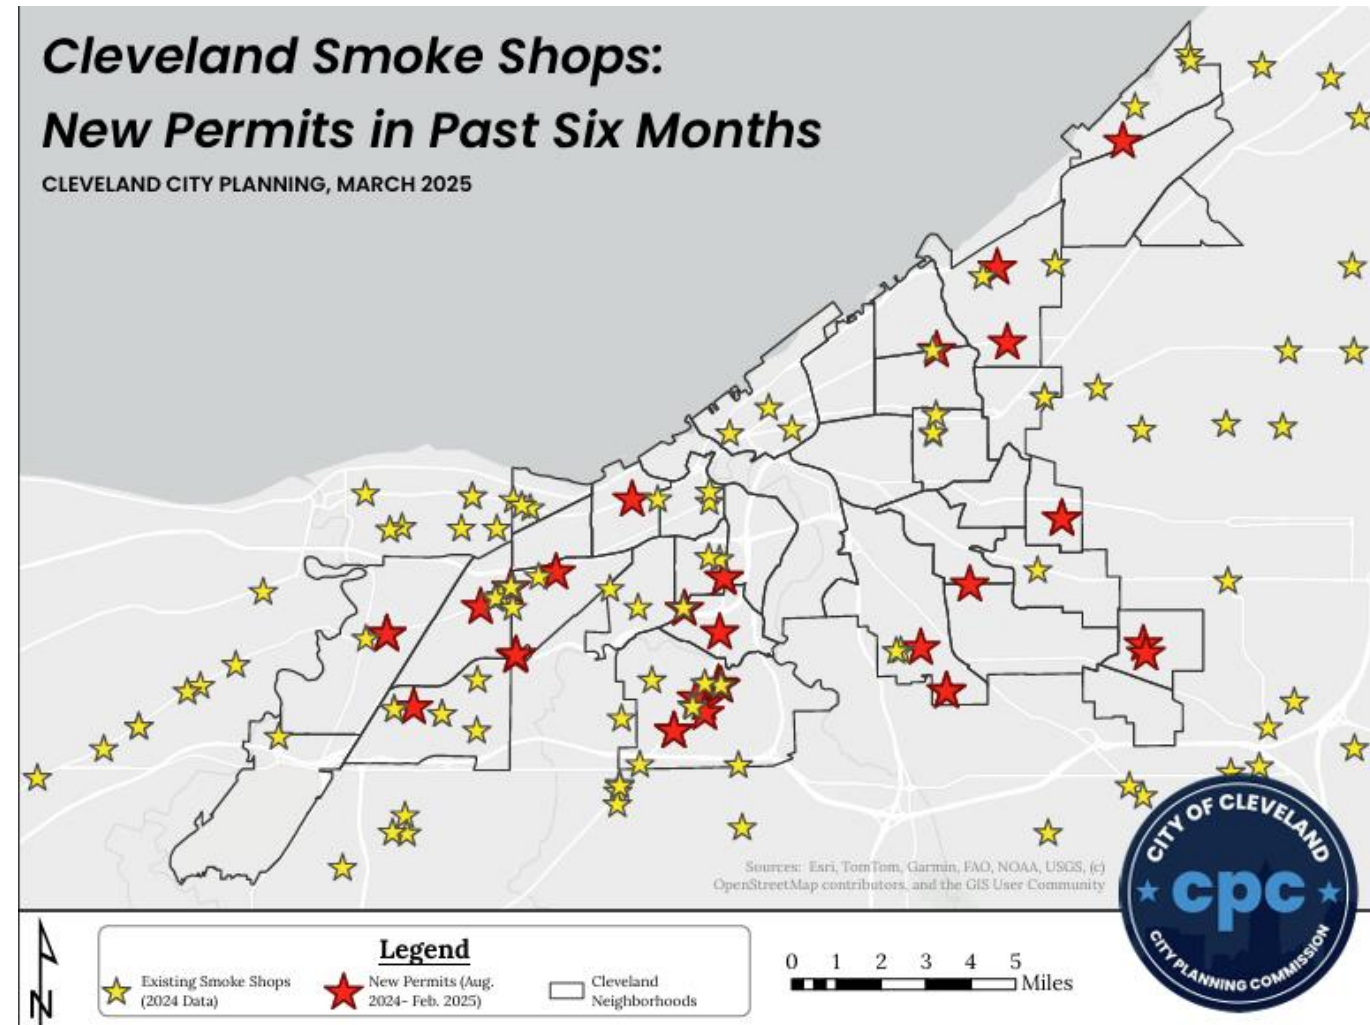 Cleveland Smoke Shops:
New Permits in Past Six Months
CLEVELAND CITY PLANNING, MARCH 2025
Sources: Esri, TomTom, Garmin, FAO, NOAA, USGS, (c)
OpenStreetMap contributors, and the GIS User Community
CITY OF CLEVELAND
cpc
CITY PLANNING COMMISSION
N
Legend
Existing Smoke Shops
(2024 Data)
New Permits (Aug.
2024- Feb. 2025)
Cleveland
Neighborhoods
0 1 2 3 4 5
Miles